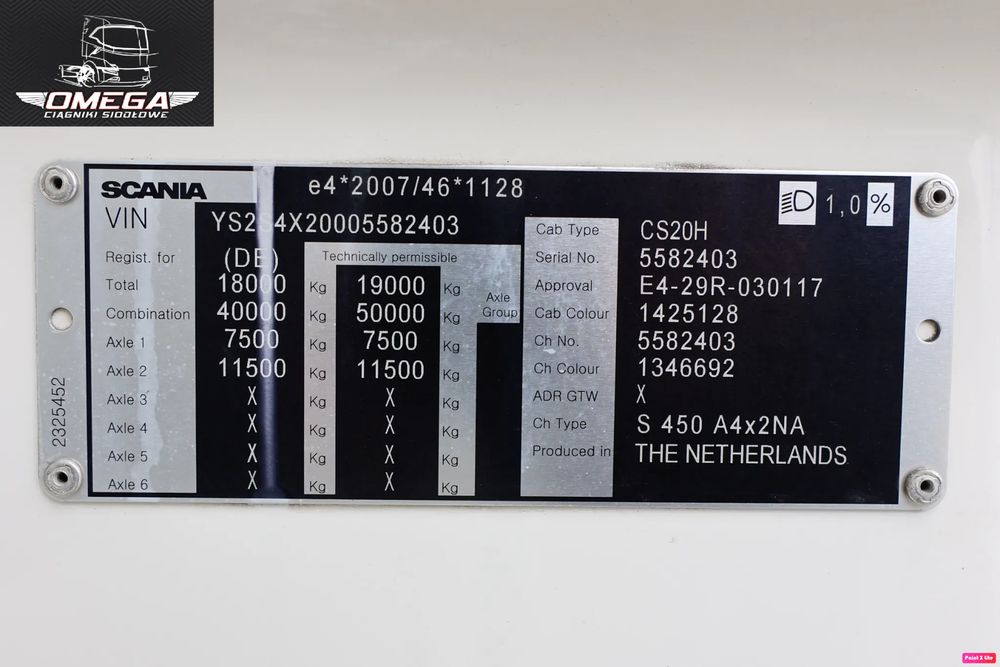 OMEGA
CIĄGNIKI SIODŁOWE
SCANIA e4*2007/46*1128
1,0 %
VIN YS2S4X20005582403
Regist. for (DE) Technically permissible
Total 18000 Kg 19000 Kg Axle Group
Combination 40000 Kg 50000 Kg
Axle 1 7500 Kg 7500 Kg
Axle 2 11500 Kg 11500 Kg
Axle 3 X Kg X Kg
Axle 4 X Kg X Kg
Axle 5 X Kg X Kg
Axle 6 X Kg X Kg
Cab Type CS20H
Serial No. 5582403
Approval E4-29R-030117
Cab Colour 1425128
Ch No. 5582403
Ch Colour 1346692
ADR GTW X
Ch Type S 450 A4x2NA
Produced in THE NETHERLANDS
2325452
Paint X lite